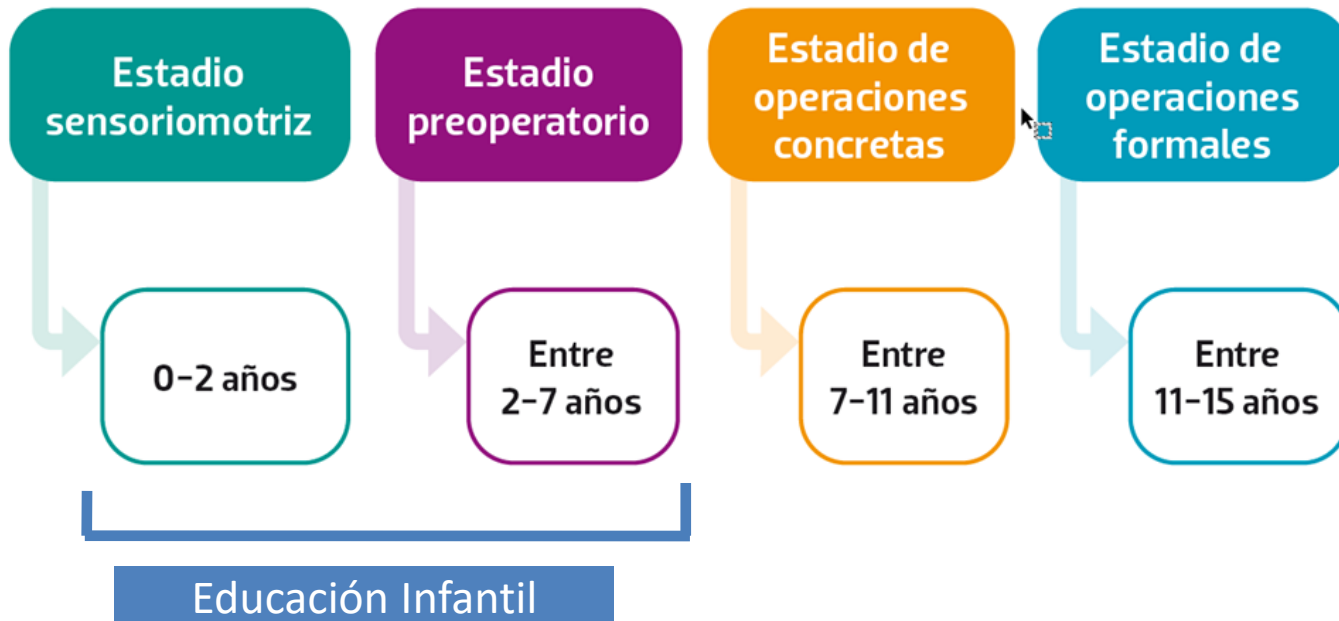 Estadio
sensoriomotriz
Estadio
preoperatorio
Estadio de
operaciones
concretas
Estadio de
operaciones
formales
0-2 años
Entre
2-7 años
Entre
7-11 años
Entre
11-15 años
Educación Infantil